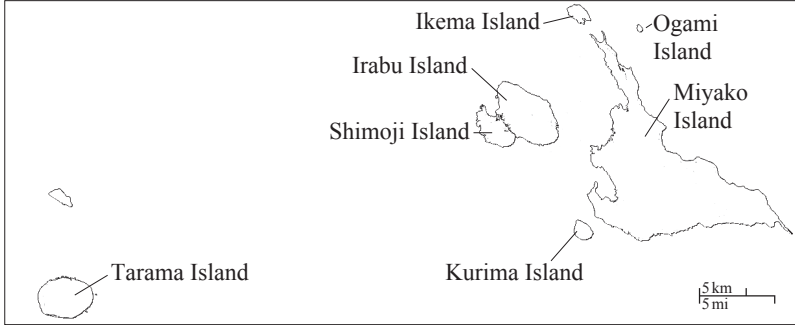 Ikema Island
Ogami
Island
Irabu Island
Miyako
Island
Shimoji Island
Tarama Island
Kurima Island
5 km
5 mi